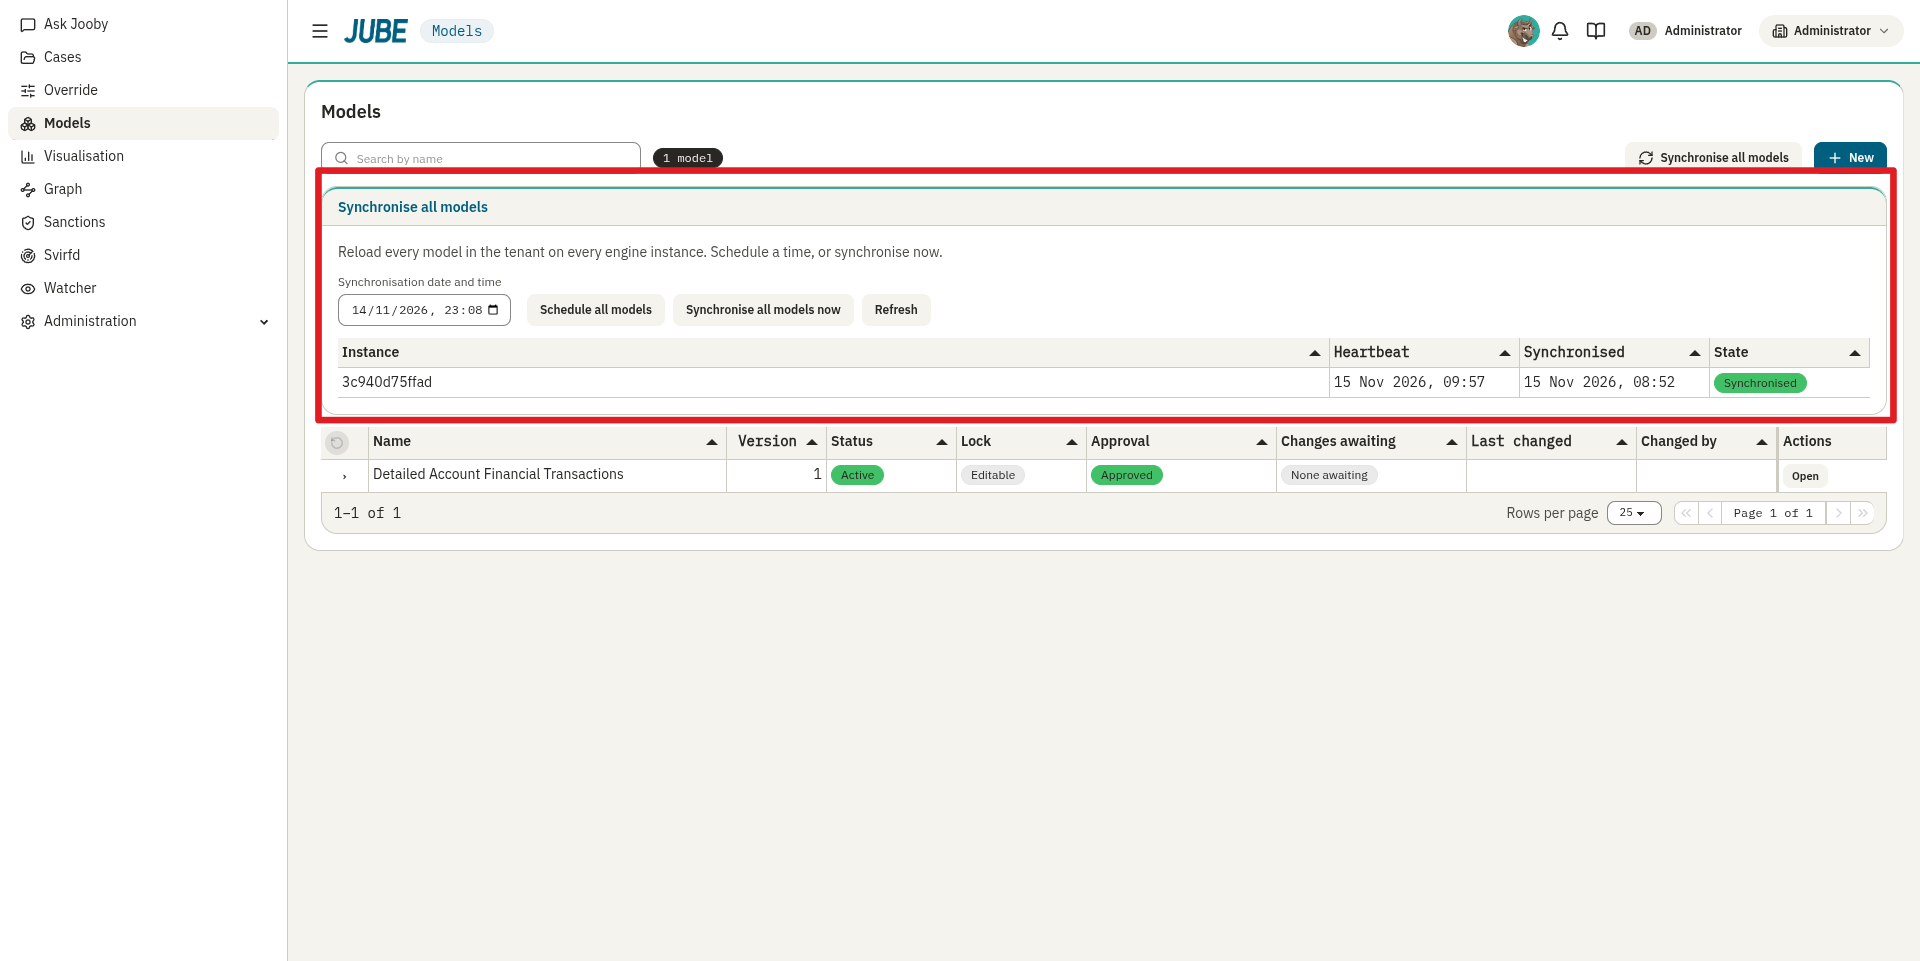 Ask Jooby
Cases
Override
Models
Visualisation
Graph
Sanctions
Svirfd
Watcher
Administration
JUBE
Models
AD Administrator
Administrator
Models
Search by name
1 model
Synchronise all models
New
Synchronise all models
Reload every model in the tenant on every engine instance. Schedule a time, or synchronise now.
Synchronisation date and time
14/11/2026, 23:08
Schedule all models
Synchronise all models now
Refresh
Instance Heartbeat Synchronised State
3c940d75ffad 15 Nov 2026, 09:57 15 Nov 2026, 08:52 Synchronised
Name Version Status Lock Approval Changes awaiting Last changed Changed by Actions
Detailed Account Financial Transactions 1 Active Editable Approved None awaiting Open
1–1 of 1
Rows per page 25 Page 1 of 1